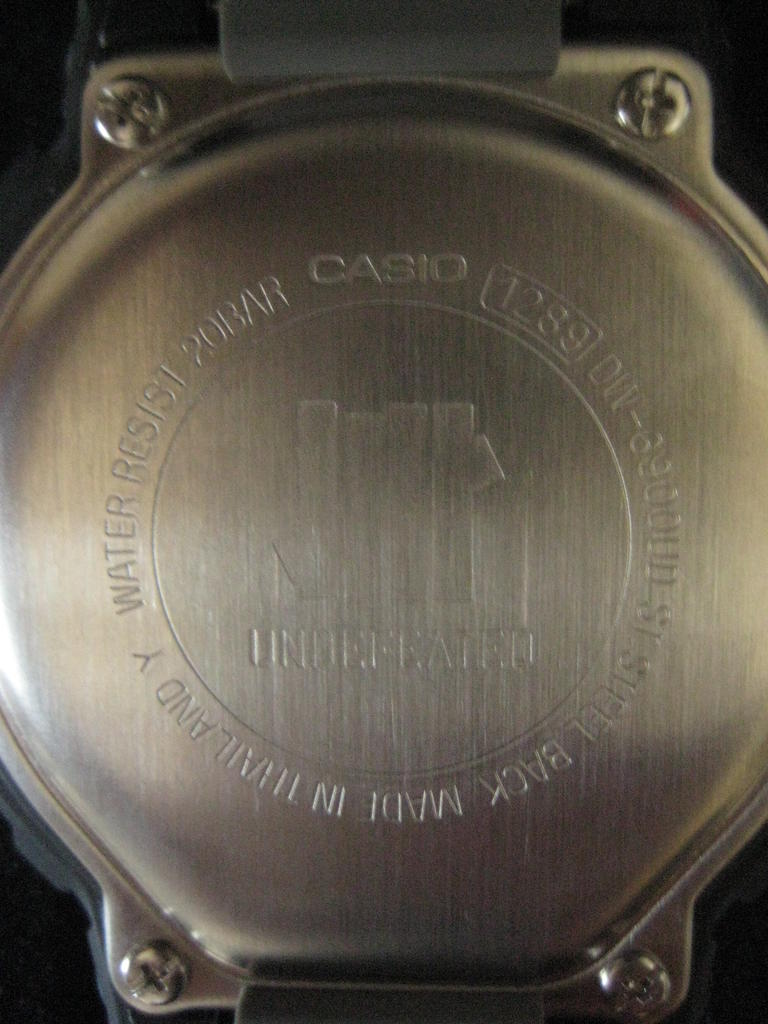 CASIO
1289 DW-6900UD ST. STEEL BACK MADE IN THAILAND Y WATER RESIST 20BAR
UNDEFEATED